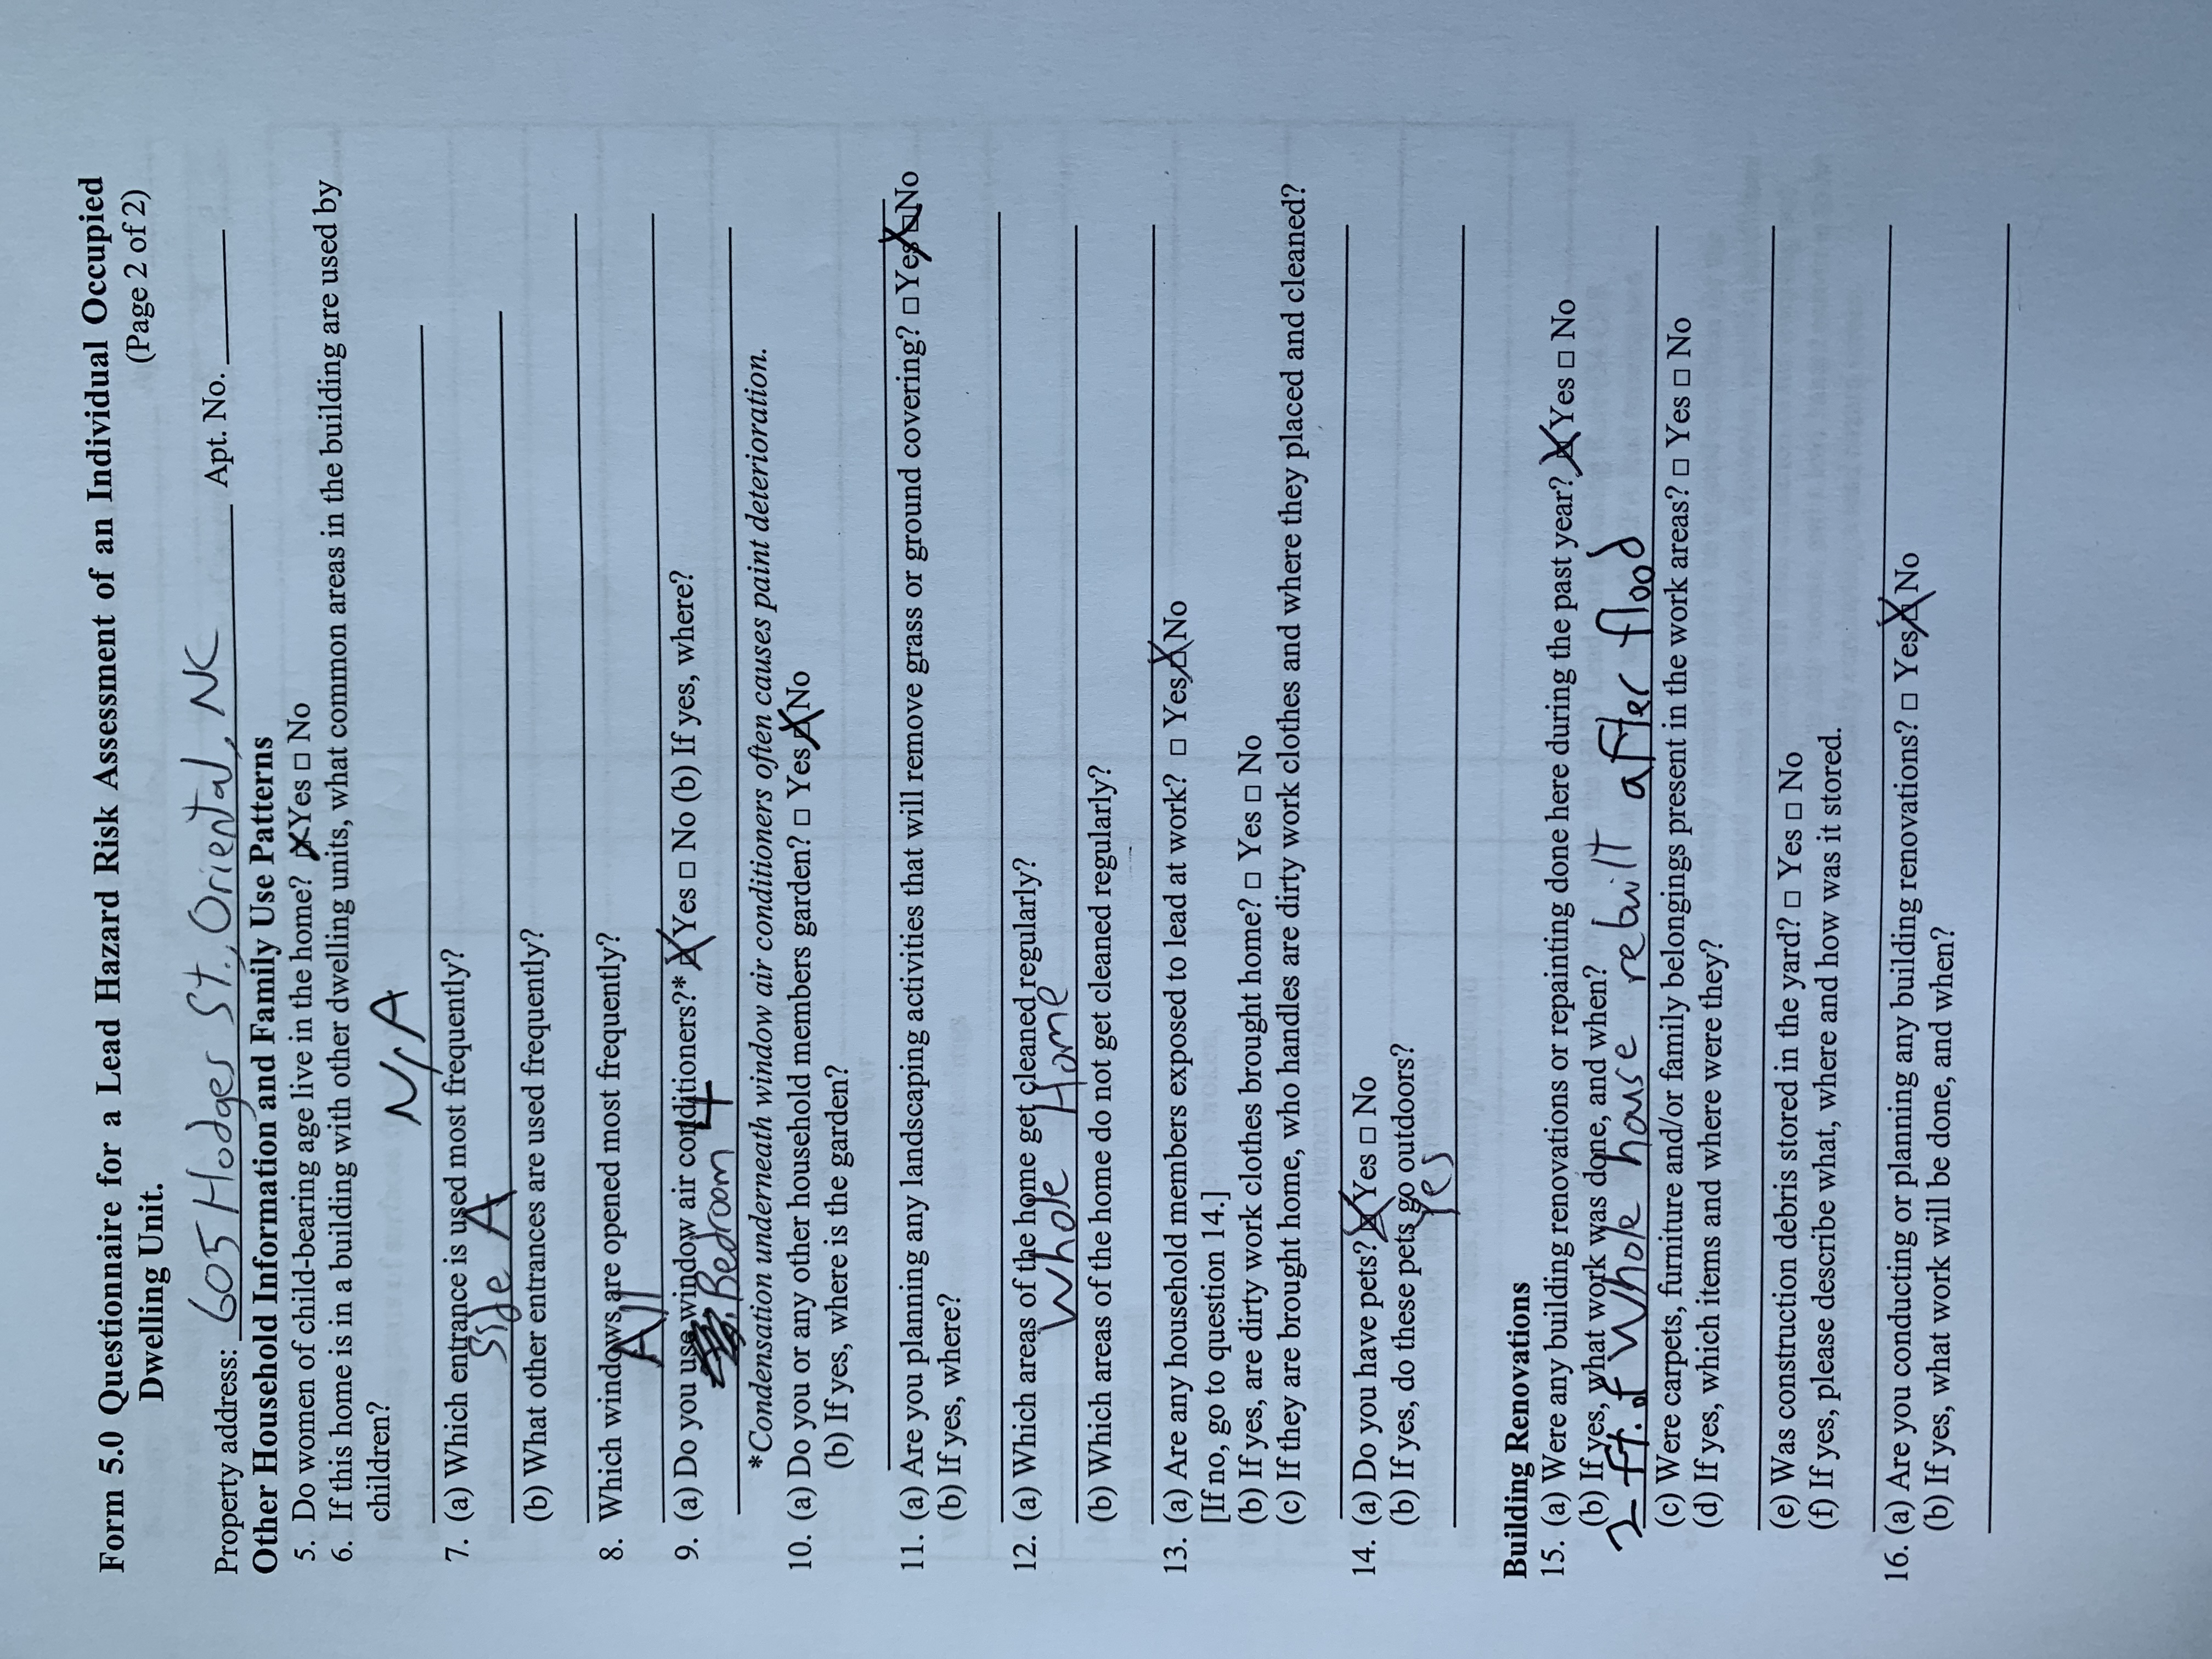 Form 5.0 Questionnaire for a Lead Hazard Risk Assessment of an Individual Occupied
Dwelling Unit. (Page 2 of 2)
Property address: 605 Hodges St., Oriental, NC Apt. No. ______
Other Household Information and Family Use Patterns
5. Do women of child-bearing age live in the home? ☒ Yes □ No
6. If this home is in a building with other dwelling units, what common areas in the building are used by
children?
N/A
7. (a) Which entrance is used most frequently?
Side A
(b) What other entrances are used frequently?
8. Which windows are opened most frequently?
All
9. (a) Do you use window air conditioners?* ☒ Yes □ No (b) If yes, where?
Bedroom 4
*Condensation underneath window air conditioners often causes paint deterioration.
10. (a) Do you or any other household members garden? □ Yes ☒ No
(b) If yes, where is the garden?
11. (a) Are you planning any landscaping activities that will remove grass or ground covering? □ Yes ☒ No
(b) If yes, where?
12. (a) Which areas of the home get cleaned regularly?
Whole Home
(b) Which areas of the home do not get cleaned regularly?
13. (a) Are any household members exposed to lead at work? □ Yes ☒ No
[If no, go to question 14.]
(b) If yes, are dirty work clothes brought home? □ Yes □ No
(c) If they are brought home, who handles are dirty work clothes and where they placed and cleaned?
14. (a) Do you have pets? ☒ Yes □ No
(b) If yes, do these pets go outdoors?
Yes
Building Renovations
15. (a) Were any building renovations or repainting done here during the past year? ☒ Yes □ No
(b) If yes, what work was done, and when?
2 ft. of Whole house rebuilt after flood
(c) Were carpets, furniture and/or family belongings present in the work areas? □ Yes □ No
(d) If yes, which items and where were they?
(e) Was construction debris stored in the yard? □ Yes □ No
(f) If yes, please describe what, where and how was it stored.
16. (a) Are you conducting or planning any building renovations? □ Yes ☒ No
(b) If yes, what work will be done, and when?